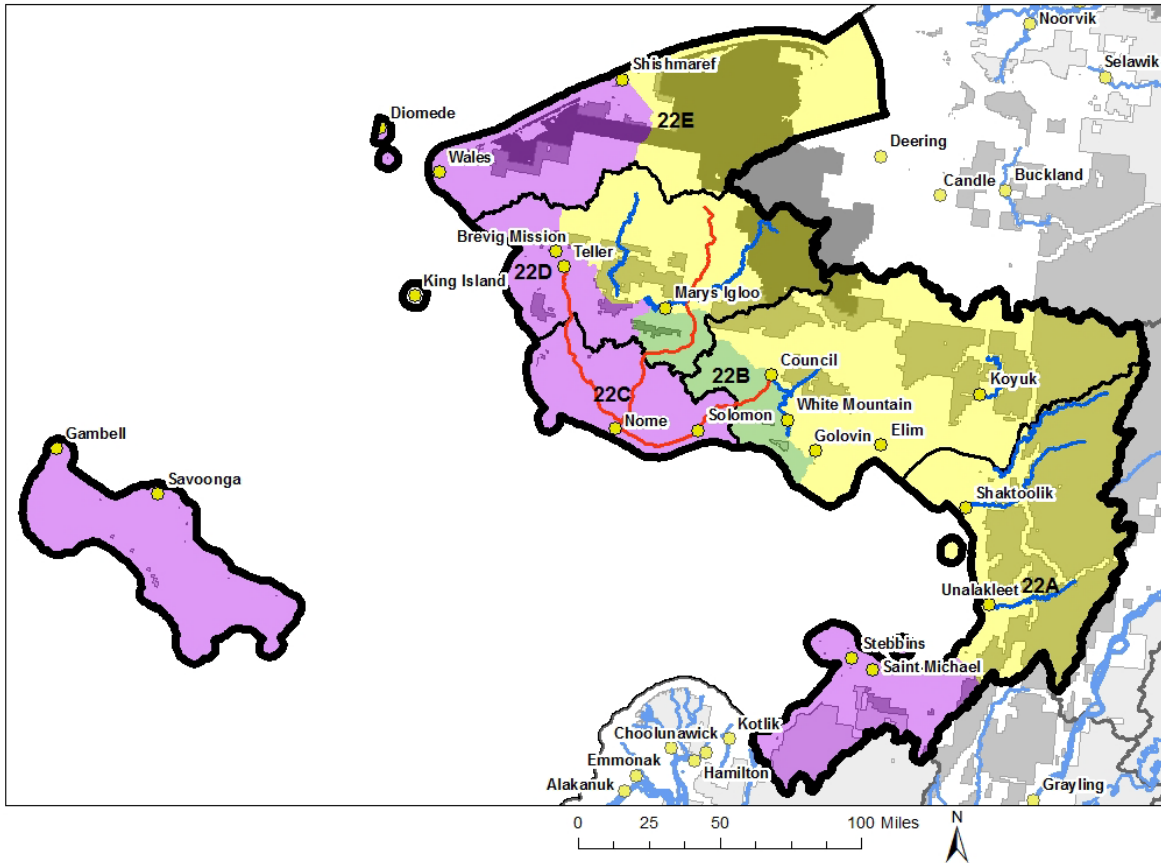 Noorvik
Selawik
Shishmaref
Diomede
22E
Wales
Deering
Candle
Buckland
Brevig Mission
Teller
22D
King Island
Marys Igloo
Council
22B
Koyuk
22C
White Mountain
Nome
Solomon
Golovin
Elim
Gambell
Savoonga
Shaktoolik
Unalakleet
22A
Stebbins
Saint Michael
Kotlik
Choolunawick
Emmonak
Hamilton
Alakanuk
Grayling
N
0 25 50 100 Miles